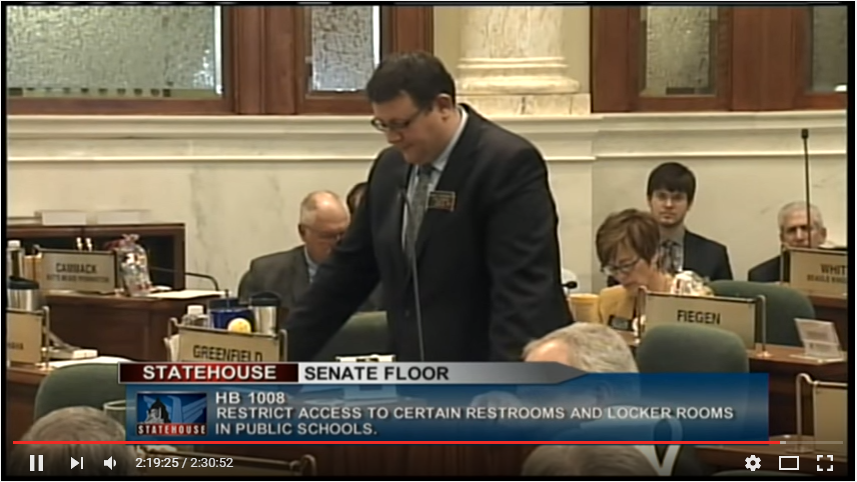 CAMMACK
WHIT
FIEGEN
GREENFIELD
STATEHOUSE SENATE FLOOR
HB 1008
RESTRICT ACCESS TO CERTAIN RESTROOMS AND LOCKER ROOMS
IN PUBLIC SCHOOLS.
STATEHOUSE
2:19:25 / 2:30:52